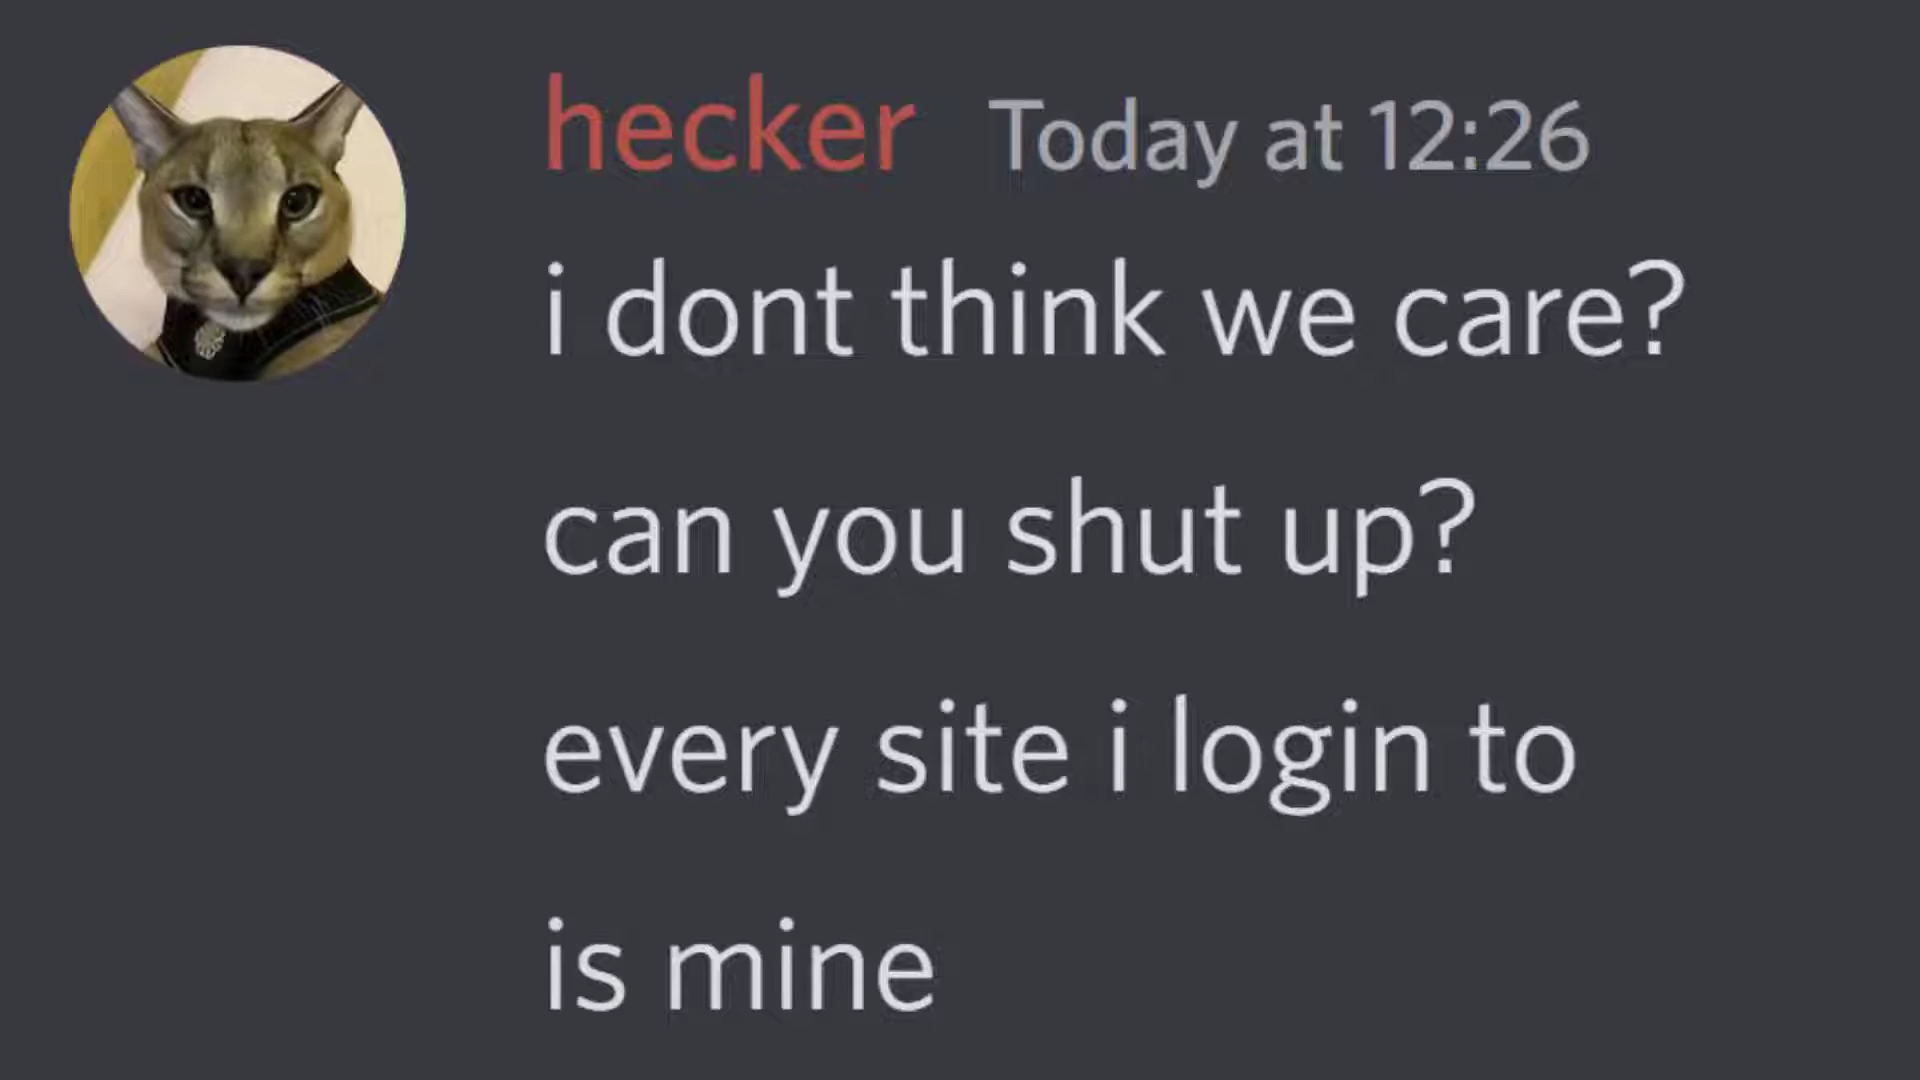 hecker Today at 12:26
i dont think we care?
can you shut up?
every site i login to
is mine